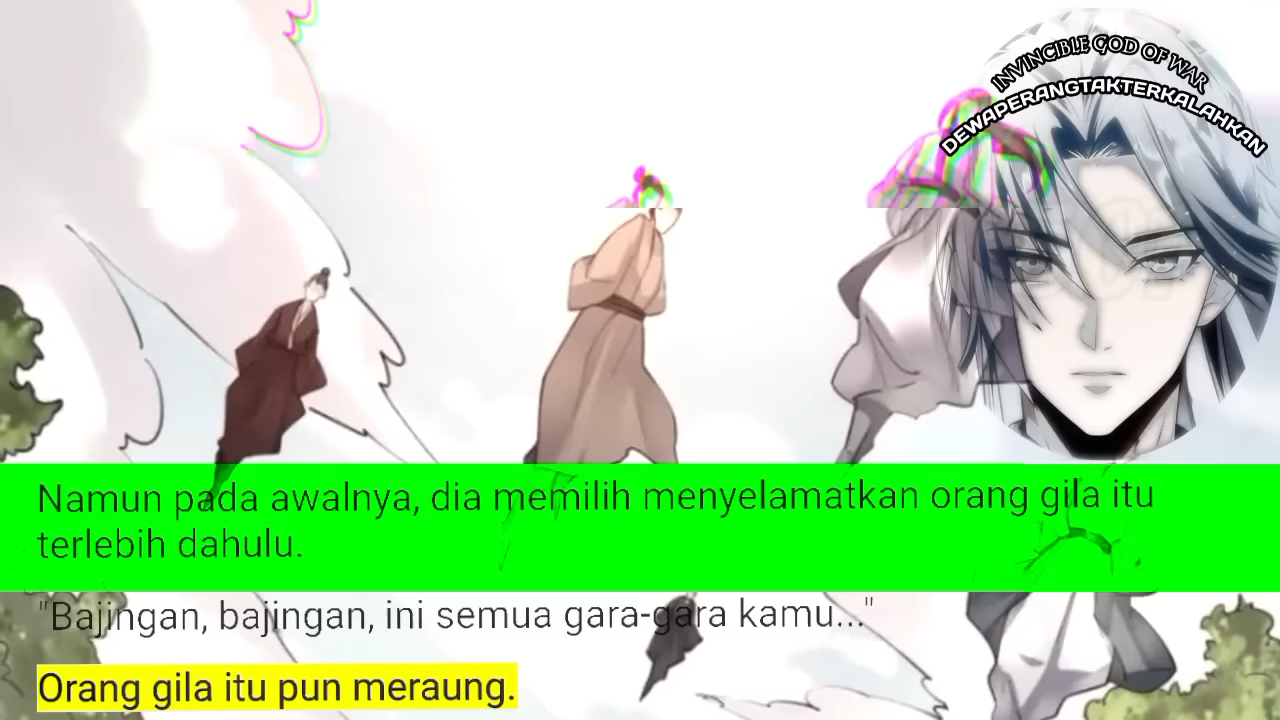 INVINCIBLE GOD OF WAR
DEWAPERANGTAKTERKALAHKAN
Namun pada awalnya, dia memilih menyelamatkan orang gila itu
terlebih dahulu.
"Bajingan, bajingan, ini semua gara-gara kamu..."
Orang gila itu pun meraung.